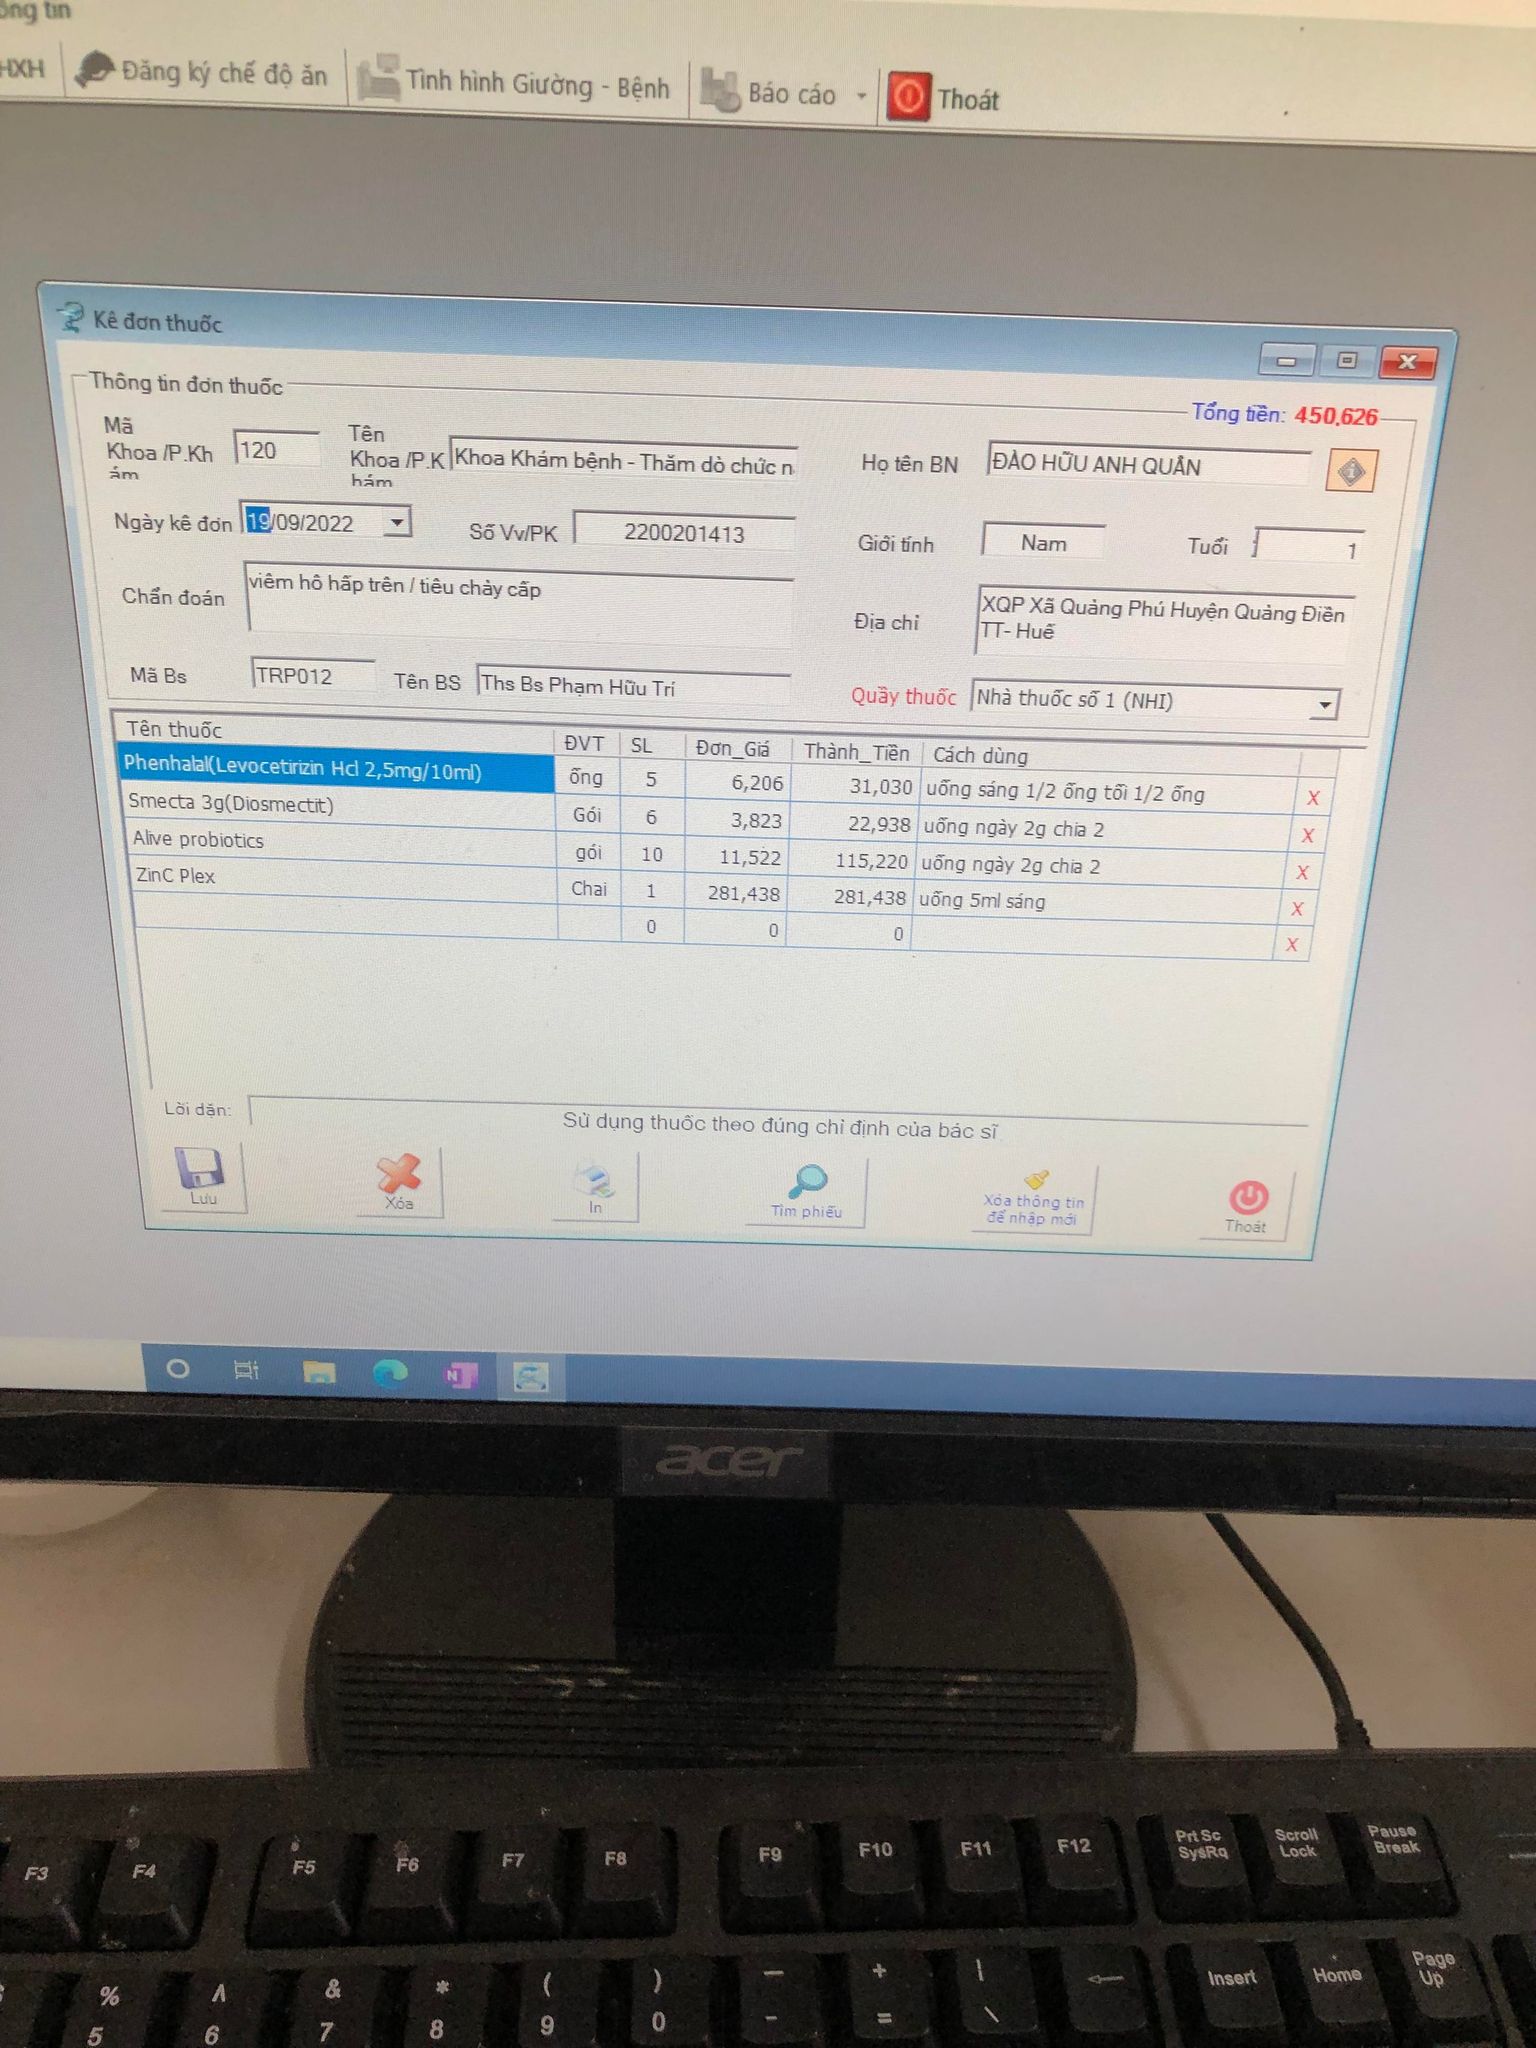 ông tin
HXH
Đăng ký chế độ ăn
Tình hình Giường - Bệnh
Báo cáo
Thoát
Kê đơn thuốc
Thông tin đơn thuốc
Tổng tiền: 450,626
Mã Khoa /P.Khám
120
Tên Khoa /P.Khám
Khoa Khám bệnh - Thăm dò chức n
Họ tên BN
ĐÀO HỮU ANH QUÂN
Ngày kê đơn
19/09/2022
Số Vv/PK
2200201413
Giới tính
Nam
Tuổi
1
Chẩn đoán
viêm hô hấp trên / tiêu chảy cấp
Địa chỉ
XQP Xã Quảng Phú Huyện Quảng Điền
TT- Huế
Mã Bs
TRP012
Tên BS
Ths Bs Phạm Hữu Trí
Quầy thuốc
Nhà thuốc số 1 (NHI)
Tên thuốc ĐVT SL Đơn_Giá Thành_Tiền Cách dùng
Phenhalal(Levocetirizin Hcl 2,5mg/10ml) ống 5 6,206 31,030 uống sáng 1/2 ống tối 1/2 ống X
Smecta 3g(Diosmectit) Gói 6 3,823 22,938 uống ngày 2g chia 2 X
Alive probiotics gói 10 11,522 115,220 uống ngày 2g chia 2 X
ZinC Plex Chai 1 281,438 281,438 uống 5ml sáng X
0 0 0 X
Lời dặn:
Sử dụng thuốc theo đúng chỉ định của bác sĩ
Lưu
Xóa
In
Tìm phiếu
Xóa thông tin
để nhập mới
Thoát
N
acer
F3 F4 F5 F6 F7 F8 F9 F10 F11 F12
Prt Sc
SysRq
Scroll
Lock
Pause
Break
% ^ & * ( ) — + |
5 6 7 8 9 0 - = \
Insert
Home
Page
Up